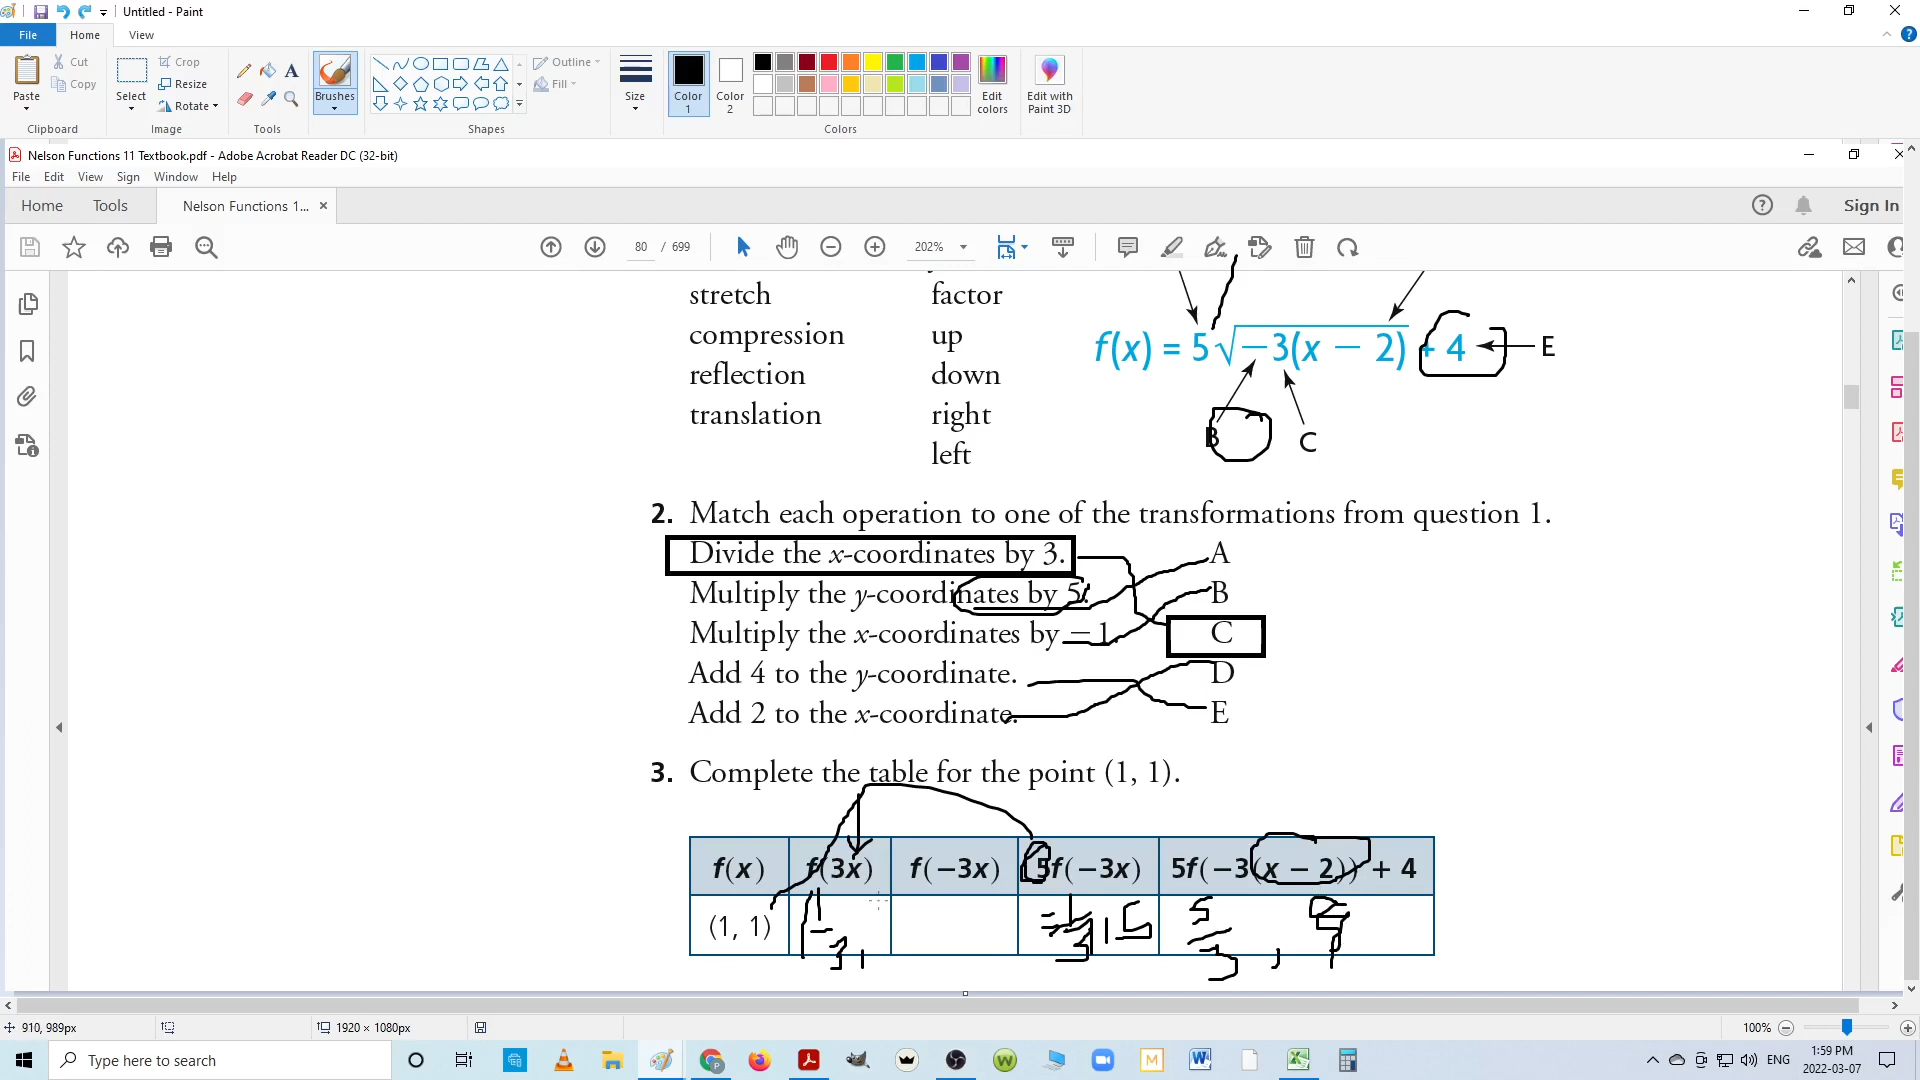 Untitled - Paint
File Home View
Paste Cut Copy Select Crop Resize Rotate Brushes Outline Fill Size Color 1 Color 2 Edit colors Edit with Paint 3D
Clipboard Image Tools Shapes Colors
Nelson Functions 11 Textbook.pdf - Adobe Acrobat Reader DC (32-bit)
File Edit View Sign Window Help
Home Tools Nelson Functions 1... × Sign In
80 / 699 202%
stretch factor
compression up
reflection down
translation right
left
f(x) = 5√−3(x − 2) + 4 E
B C
2. Match each operation to one of the transformations from question 1.
Divide the x-coordinates by 3. A
Multiply the y-coordinates by 5. B
Multiply the x-coordinates by −1. C
Add 4 to the y-coordinate. D
Add 2 to the x-coordinate. E
3. Complete the table for the point (1, 1).
f(x) f(3x) f(−3x) 5f(−3x) 5f(−3(x − 2)) + 4
(1, 1)
910, 989px 1920 × 1080px 100%
Type here to search ENG 1:59 PM
2022-03-07